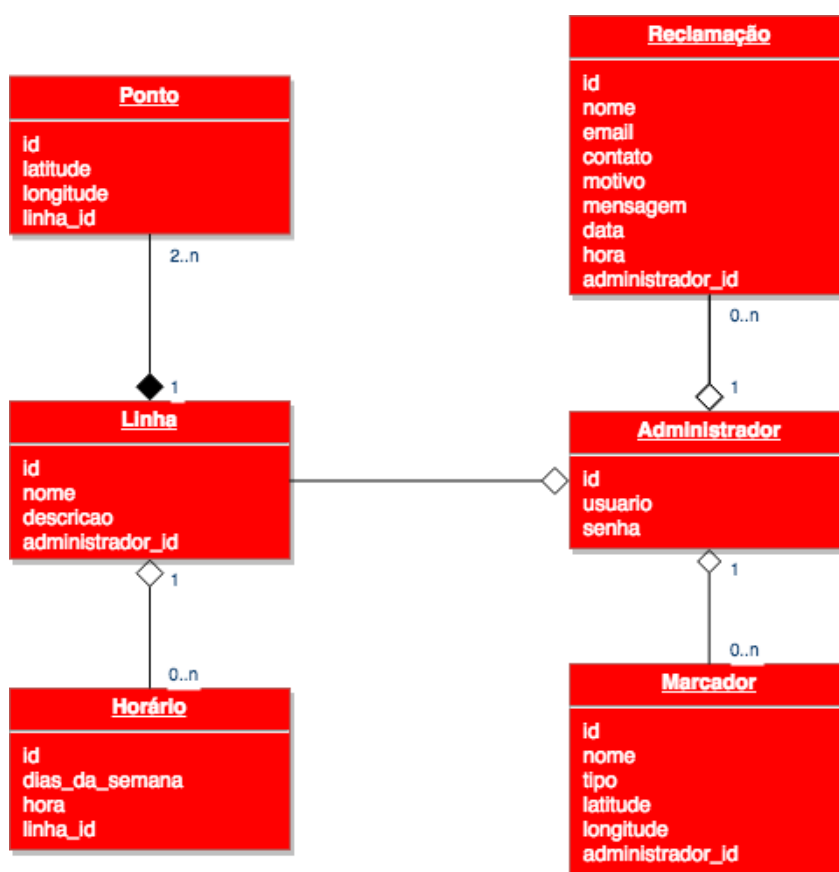 Ponto
id
latitude
longitude
linha_id
2..n
1
Linha
id
nome
descricao
administrador_id
1
0..n
Horário
id
dias_da_semana
hora
linha_id
Reclamação
id
nome
email
contato
motivo
mensagem
data
hora
administrador_id
0..n
1
Administrador
id
usuario
senha
1
0..n
Marcador
id
nome
tipo
latitude
longitude
administrador_id